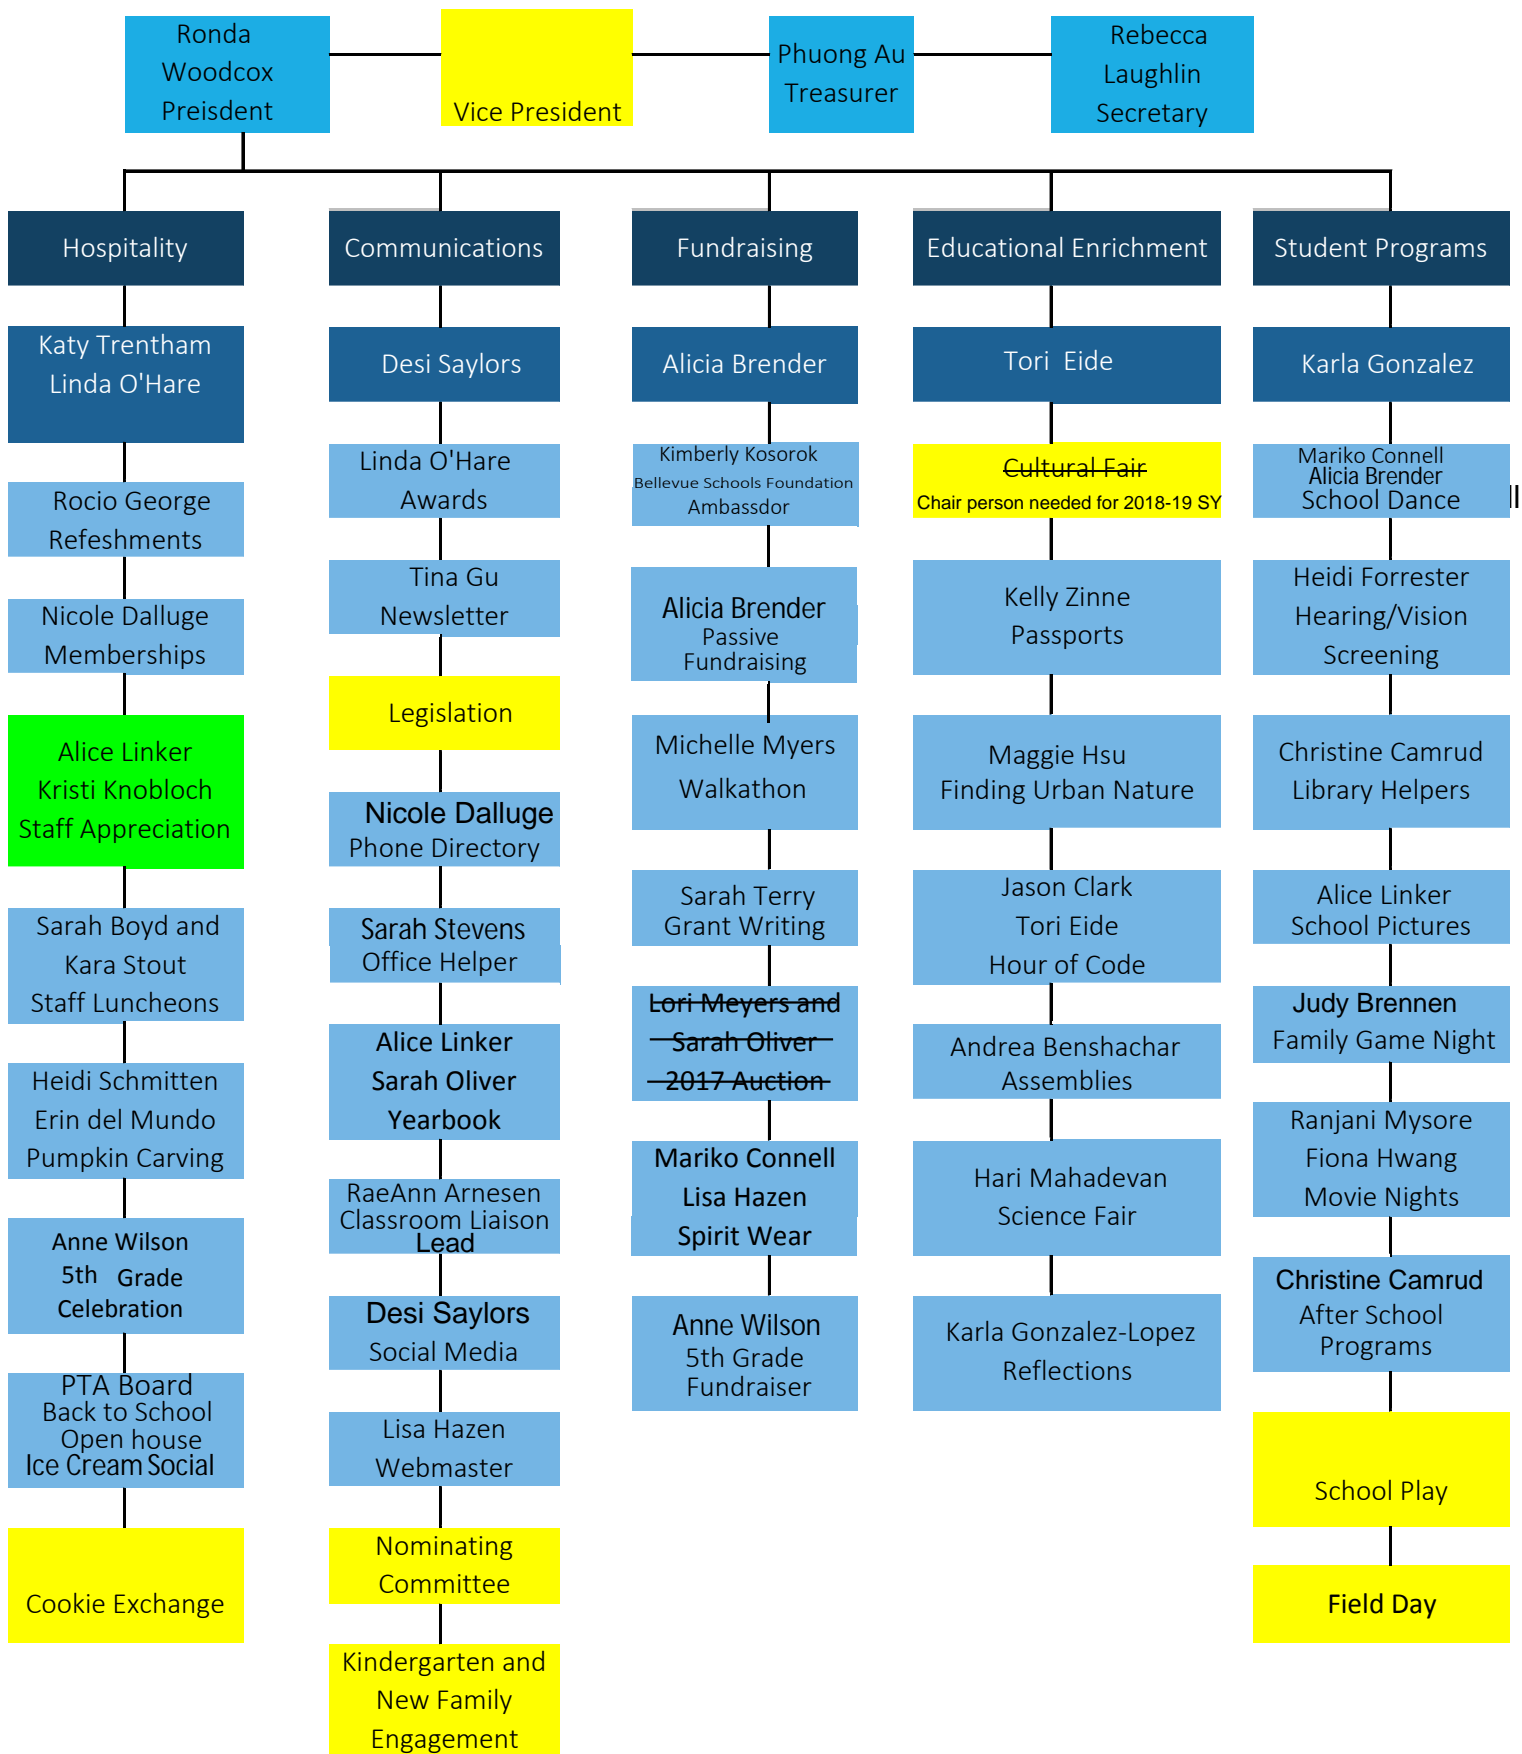 Ronda
Woodcox
Preisdent
Vice President
Phuong Au
Treasurer
Rebecca
Laughlin
Secretary
Hospitality
Katy Trentham
Linda O'Hare
Rocio George
Refeshments
Nicole Dalluge
Memberships
Alice Linker
Kristi Knobloch
Staff Appreciation
Sarah Boyd and
Kara Stout
Staff Luncheons
Heidi Schmitten
Erin del Mundo
Pumpkin Carving
Anne Wilson
5th Grade
Celebration
PTA Board
Back to School
Open house
Ice Cream Social
Cookie Exchange
Communications
Desi Saylors
Linda O'Hare
Awards
Tina Gu
Newsletter
Legislation
Nicole Dalluge
Phone Directory
Sarah Stevens
Office Helper
Alice Linker
Sarah Oliver
Yearbook
RaeAnn Arnesen
Classroom Liaison
Lead
Desi Saylors
Social Media
Lisa Hazen
Webmaster
Nominating
Committee
Kindergarten and
New Family
Engagement
Fundraising
Alicia Brender
Kimberly Kosorok
Bellevue Schools Foundation
Ambassdor
Alicia Brender
Passive
Fundraising
Michelle Myers
Walkathon
Sarah Terry
Grant Writing
Lori Meyers and
Sarah Oliver
2017 Auction
Mariko Connell
Lisa Hazen
Spirit Wear
Anne Wilson
5th Grade
Fundraiser
Educational Enrichment
Tori Eide
Cultural Fair
Chair person needed for 2018-19 SY
Kelly Zinne
Passports
Maggie Hsu
Finding Urban Nature
Jason Clark
Tori Eide
Hour of Code
Andrea Benshachar
Assemblies
Hari Mahadevan
Science Fair
Karla Gonzalez-Lopez
Reflections
Student Programs
Karla Gonzalez
Mariko Connell
Alicia Brender
School Dance
Heidi Forrester
Hearing/Vision
Screening
Christine Camrud
Library Helpers
Alice Linker
School Pictures
Judy Brennen
Family Game Night
Ranjani Mysore
Fiona Hwang
Movie Nights
Christine Camrud
After School
Programs
School Play
Field Day